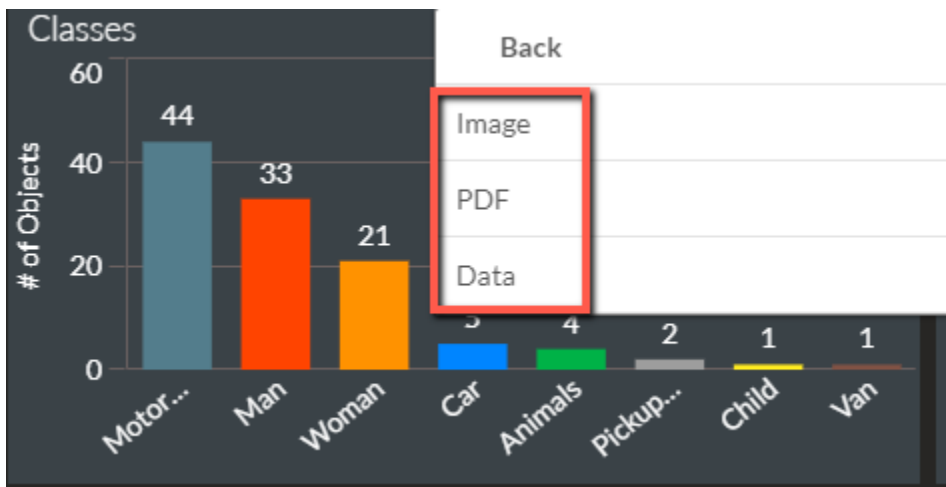 Classes
Back
Image
PDF
Data
# of Objects
60
40
20
0
44
33
21
5
4
2
1
1
Motor...
Man
Woman
Car
Animals
Pickup...
Child
Van